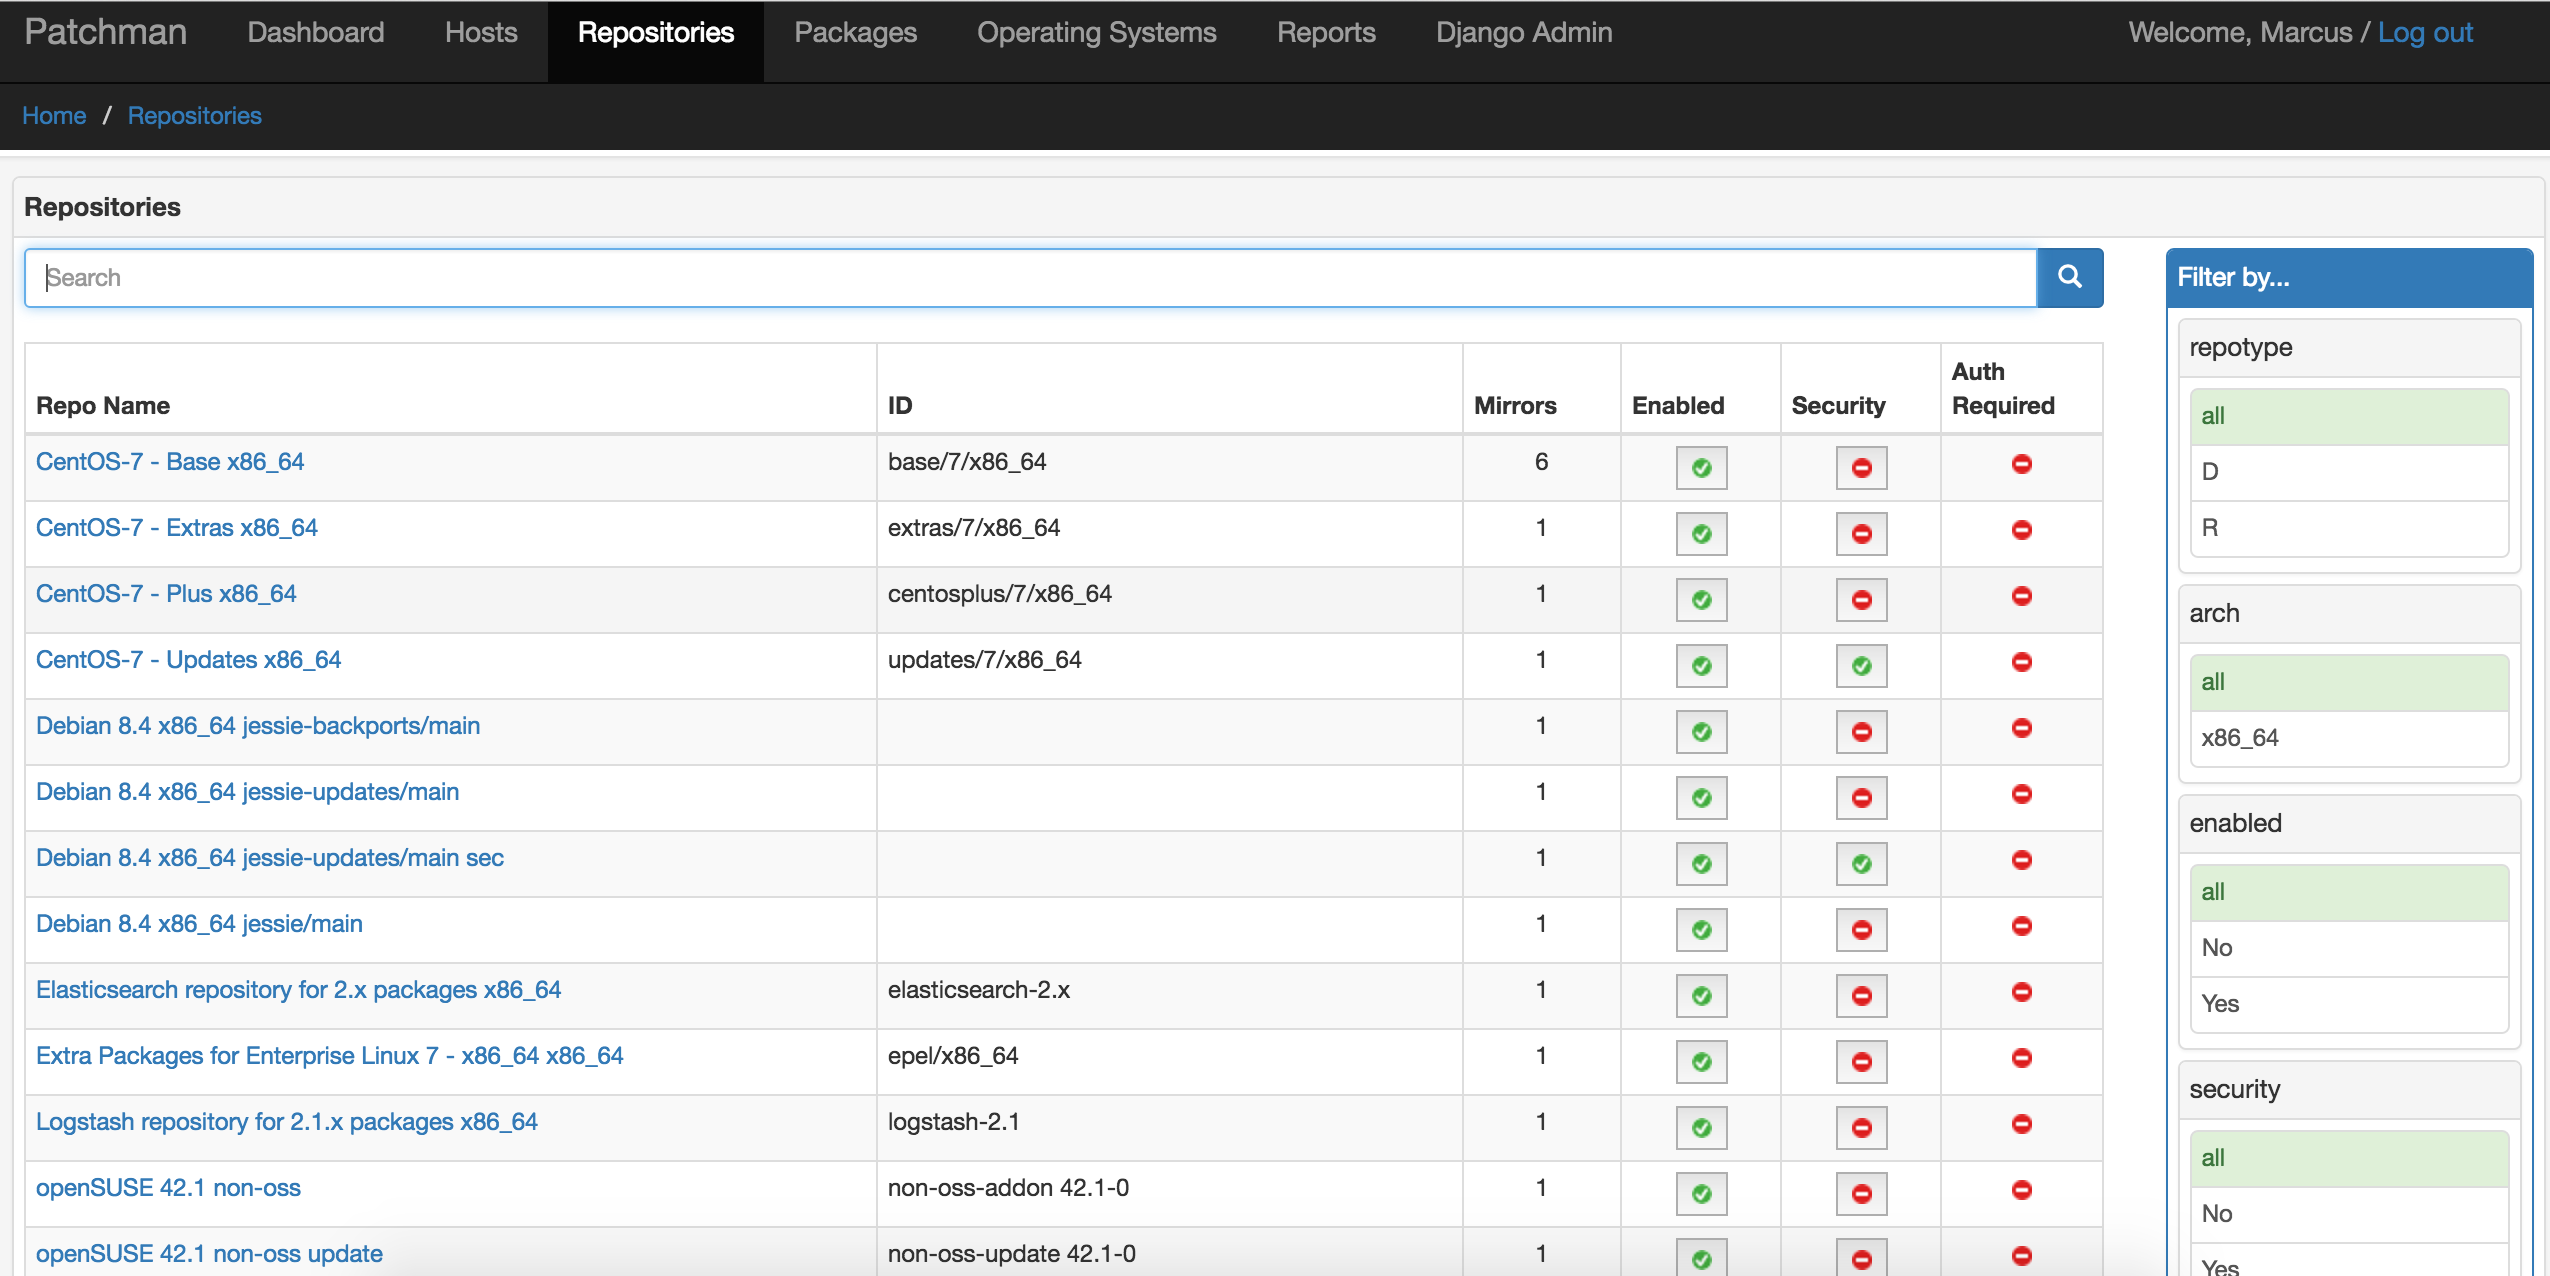 Patchman Dashboard Hosts Repositories Packages Operating Systems Reports Django Admin Welcome, Marcus / Log out
Home / Repositories
Repositories
Search
Repo Name ID Mirrors Enabled Security Auth Required
CentOS-7 - Base x86_64 base/7/x86_64 6
CentOS-7 - Extras x86_64 extras/7/x86_64 1
CentOS-7 - Plus x86_64 centosplus/7/x86_64 1
CentOS-7 - Updates x86_64 updates/7/x86_64 1
Debian 8.4 x86_64 jessie-backports/main 1
Debian 8.4 x86_64 jessie-updates/main 1
Debian 8.4 x86_64 jessie-updates/main sec 1
Debian 8.4 x86_64 jessie/main 1
Elasticsearch repository for 2.x packages x86_64 elasticsearch-2.x 1
Extra Packages for Enterprise Linux 7 - x86_64 x86_64 epel/x86_64 1
Logstash repository for 2.1.x packages x86_64 logstash-2.1 1
openSUSE 42.1 non-oss non-oss-addon 42.1-0 1
openSUSE 42.1 non-oss update non-oss-update 42.1-0 1
Filter by...
repotype
all
D
R
arch
all
x86_64
enabled
all
No
Yes
security
all
No
Yes